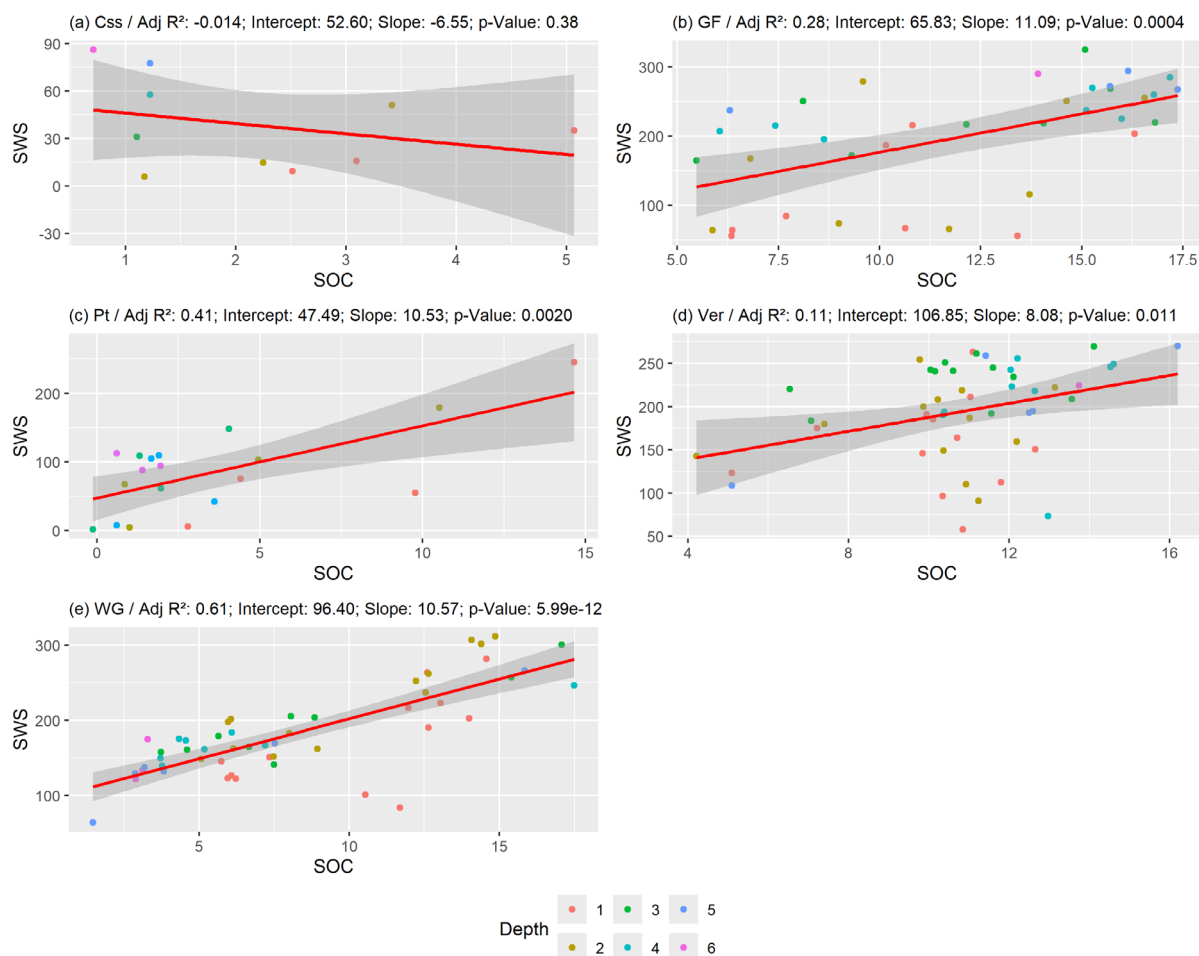 (a) Css / Adj R²: -0.014; Intercept: 52.60; Slope: -6.55; p-Value: 0.38
90
60
30
0
-30
SWS
1 2 3 4 5
SOC
(b) GF / Adj R²: 0.28; Intercept: 65.83; Slope: 11.09; p-Value: 0.0004
300
200
100
SWS
5.0 7.5 10.0 12.5 15.0 17.5
SOC
(c) Pt / Adj R²: 0.41; Intercept: 47.49; Slope: 10.53; p-Value: 0.0020
200
100
0
SWS
0 5 10 15
SOC
(d) Ver / Adj R²: 0.11; Intercept: 106.85; Slope: 8.08; p-Value: 0.011
250
200
150
100
50
SWS
4 8 12 16
SOC
(e) WG / Adj R²: 0.61; Intercept: 96.40; Slope: 10.57; p-Value: 5.99e-12
300
200
100
SWS
5 10 15
SOC
Depth
1 3 5
2 4 6